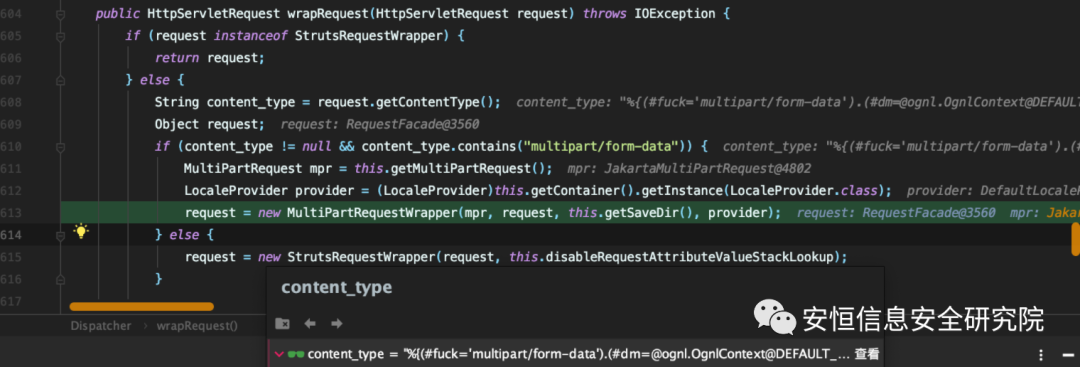 604 public HttpServletRequest wrapRequest(HttpServletRequest request) throws IOException {
605 if (request instanceof StrutsRequestWrapper) {
606 return request;
607 } else {
608 String content_type = request.getContentType(); content_type: "%{(#fuck='multipart/form-data').(#dm=@ognl.OgnlContext@DEFAULT_
609 Object request; request: RequestFacade@3560
610 if (content_type != null && content_type.contains("multipart/form-data")) { content_type: "%{(#fuck='multipart/form-data').(#
611 MultiPartRequest mpr = this.getMultiPartRequest(); mpr: JakartaMultiPartRequest@4802
612 LocaleProvider provider = (LocaleProvider)this.getContainer().getInstance(LocaleProvider.class); provider: DefaultLocale
613 request = new MultiPartRequestWrapper(mpr, request, this.getSaveDir(), provider); request: RequestFacade@3560 mpr: Jakart
614 } else {
615 request = new StrutsRequestWrapper(request, this.disableRequestAttributeValueStackLookup);
616 }
617
content_type
安恒信息安全研究院
Dispatcher › wrapRequest()
content_type = "%{(#fuck='multipart/form-data').(#dm=@ognl.OgnlContext@DEFAULT_... 查看